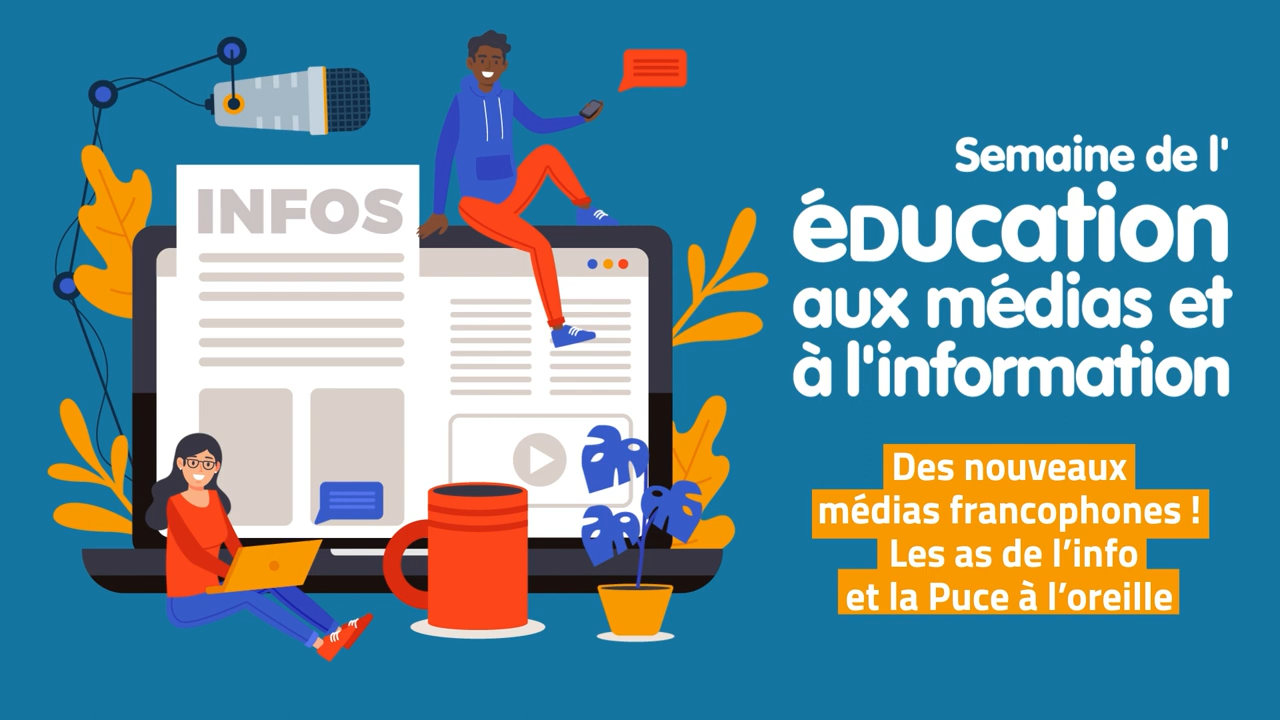 INFOS
Semaine de l'
éducation
aux médias et
à l'information
Des nouveaux
médias francophones !
Les as de l’info
et la Puce à l’oreille